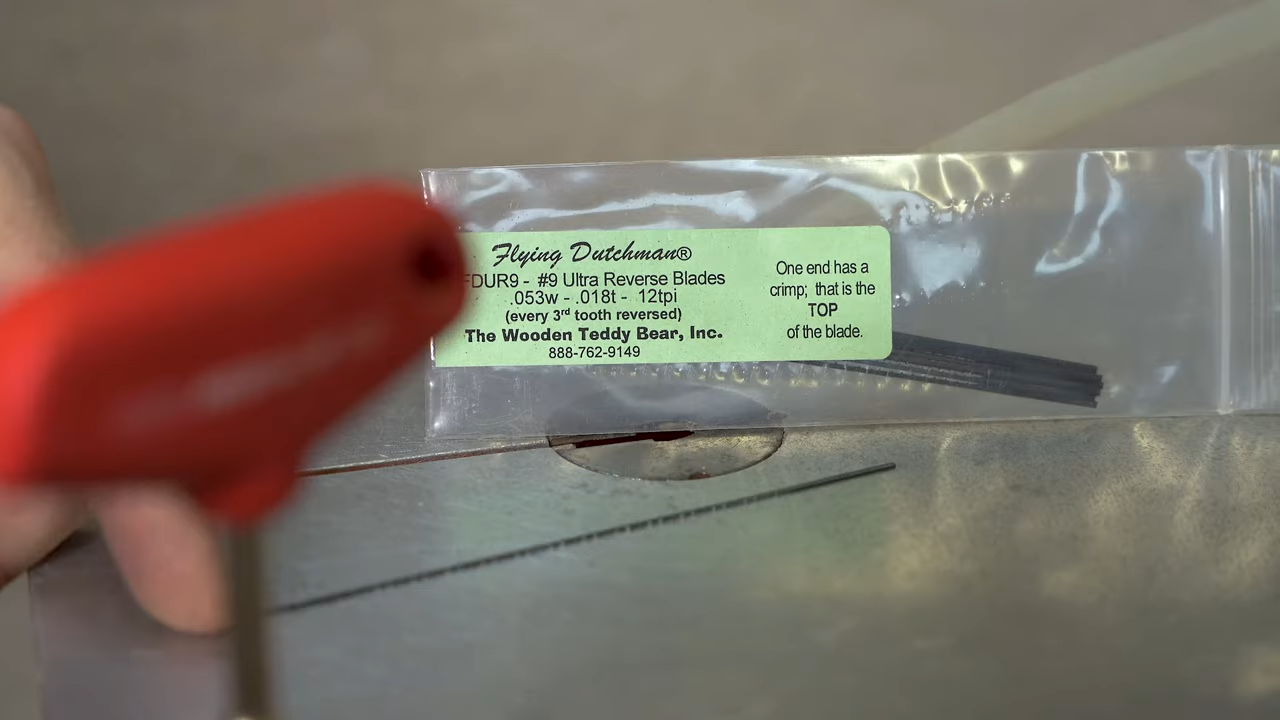 Flying Dutchman®
FDUR9 - #9 Ultra Reverse Blades
.053w - .018t - 12tpi
(every 3rd tooth reversed)
The Wooden Teddy Bear, Inc.
888-762-9149
One end has a
crimp; that is the
TOP
of the blade.